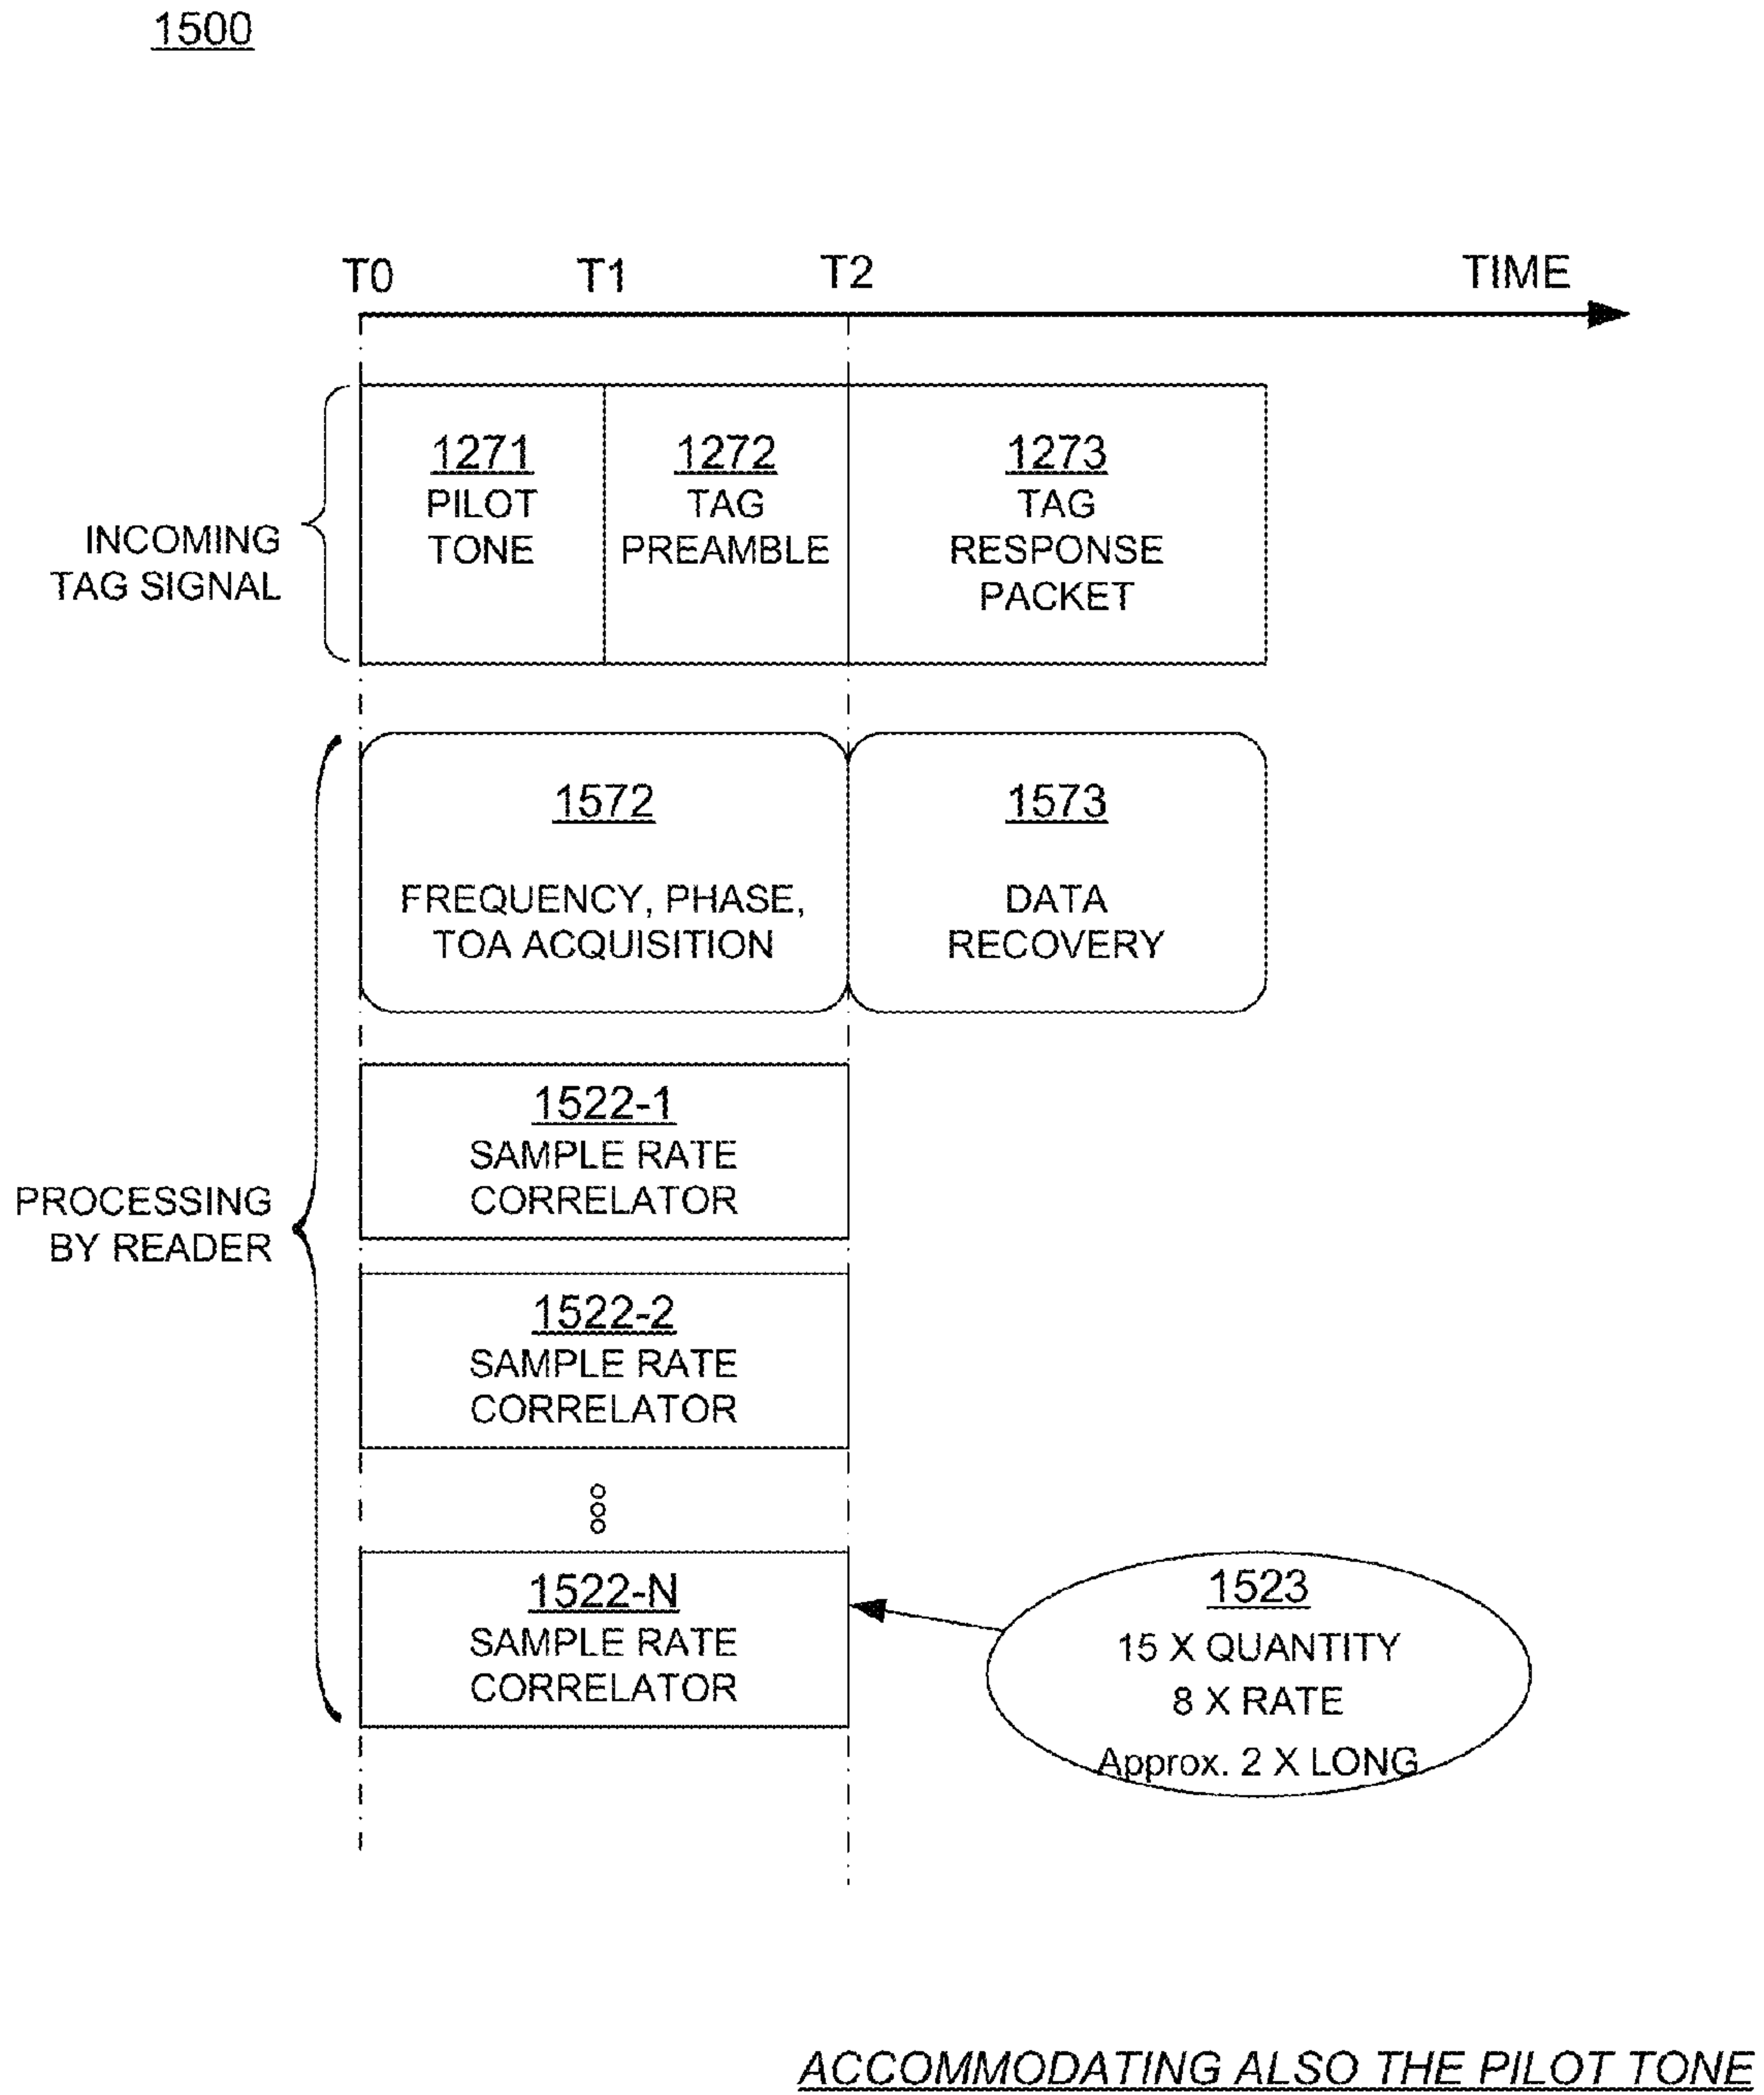 1500
T0 T1 T2 TIME
INCOMING
TAG SIGNAL
1271
PILOT
TONE
1272
TAG
PREAMBLE
1273
TAG
RESPONSE
PACKET
PROCESSING
BY READER
1572
FREQUENCY, PHASE,
TOA ACQUISITION
1573
DATA
RECOVERY
1522-1
SAMPLE RATE
CORRELATOR
1522-2
SAMPLE RATE
CORRELATOR
1522-N
SAMPLE RATE
CORRELATOR
1523
15 X QUANTITY
8 X RATE
Approx. 2 X LONG
ACCOMMODATING ALSO THE PILOT TONE